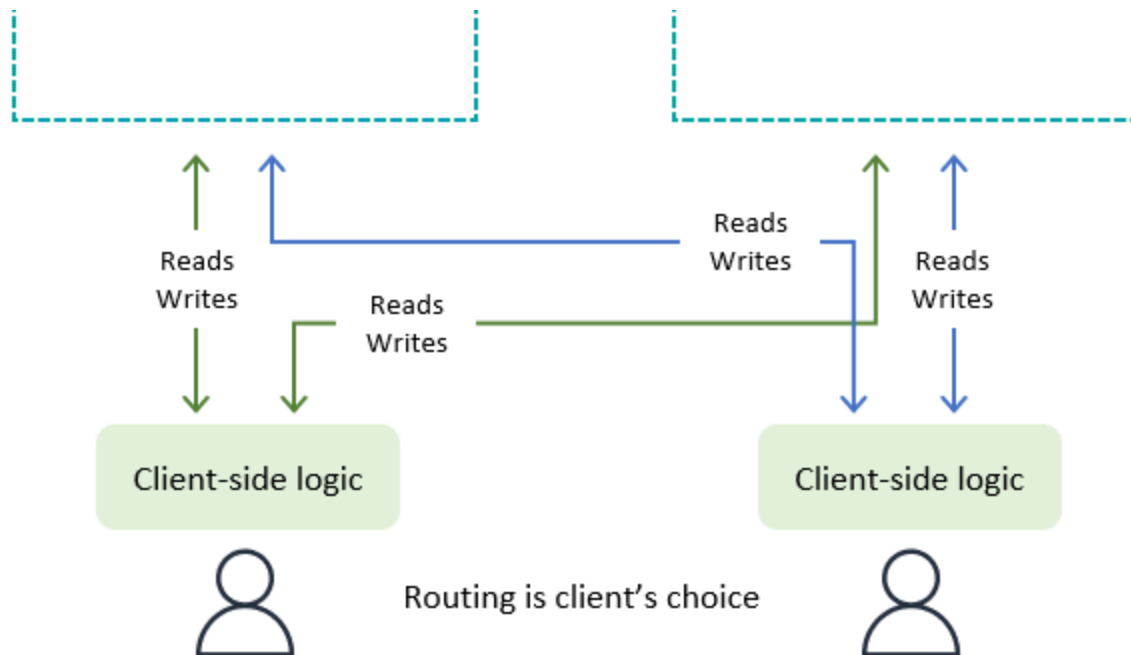 Reads
Writes
Reads
Writes
Reads
Writes
Reads
Writes
Client-side logic
Client-side logic
Routing is client’s choice